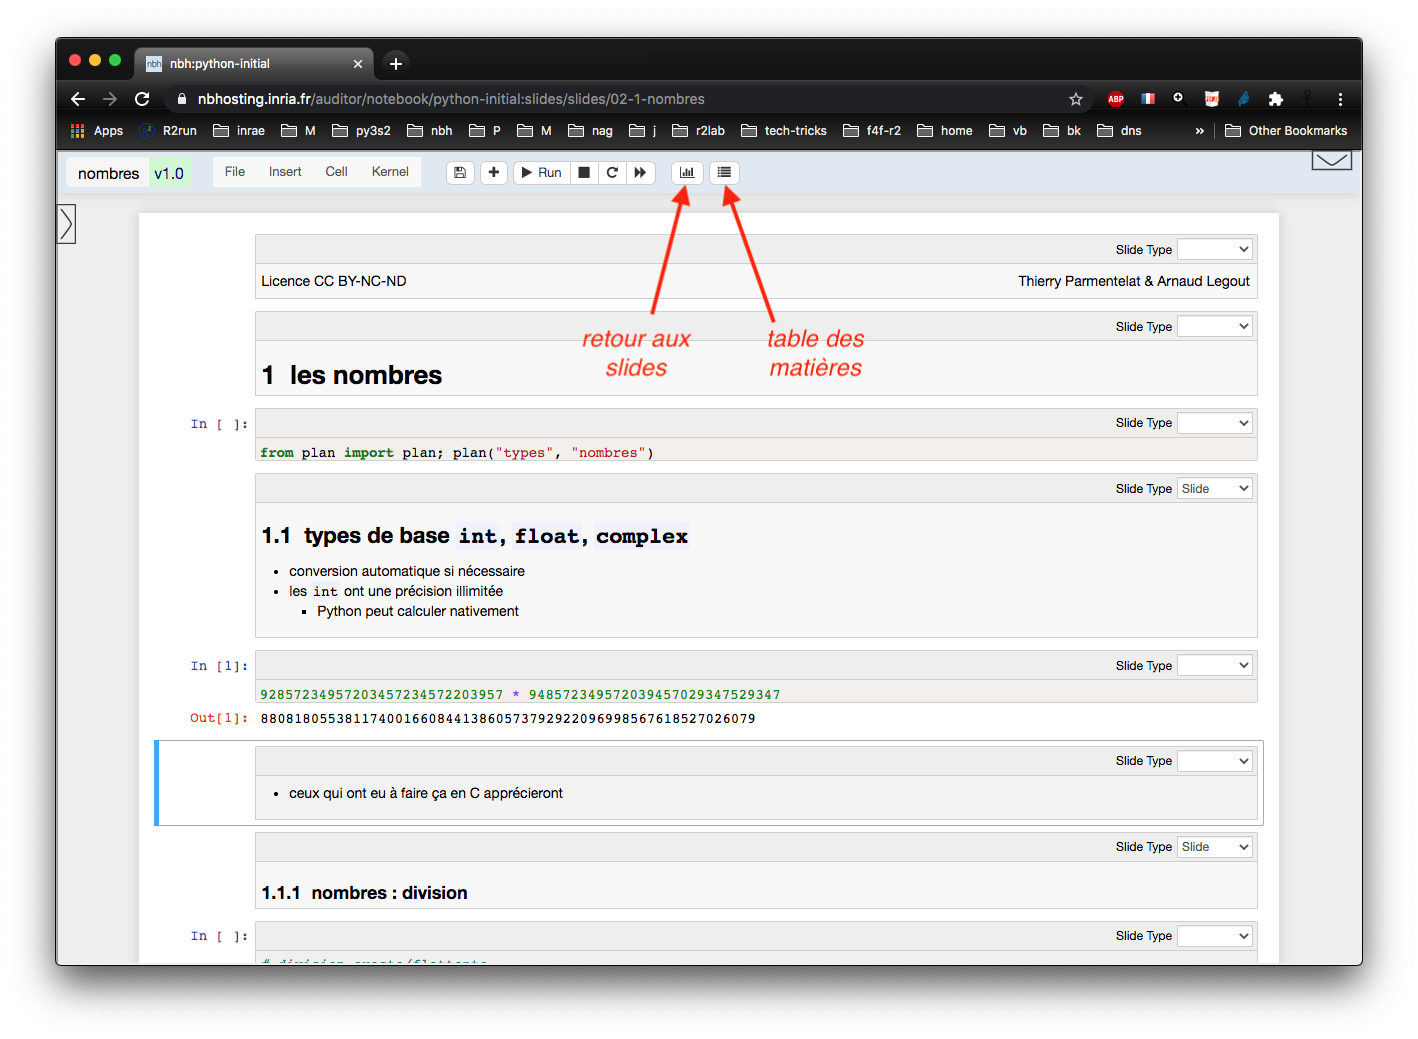 nbh nbh:python-initial
nbhosting.inria.fr/auditor/notebook/python-initial:slides/slides/02-1-nombres
ABP
Apps R2run inrae M py3s2 nbh P M nag j r2lab tech-tricks f4f-r2 home vb bk dns » Other Bookmarks
nombres v1.0 File Insert Cell Kernel Run
Slide Type
Licence CC BY-NC-ND Thierry Parmentelat & Arnaud Legout
retour aux slides
table des matières
Slide Type
1 les nombres
Slide Type
In [ ]:
from plan import plan; plan("types", "nombres")
Slide Type Slide
1.1 types de base int, float, complex
• conversion automatique si nécessaire
• les int ont une précision illimitée
▪ Python peut calculer nativement
Slide Type
In [1]:
92857234957203457234572203957 * 948572349572039457029347529347
Out[1]: 88081805538117400166084413860573792922096998567618527026079
Slide Type
• ceux qui ont eu à faire ça en C apprécieront
Slide Type Slide
1.1.1 nombres : division
Slide Type
In [ ]: